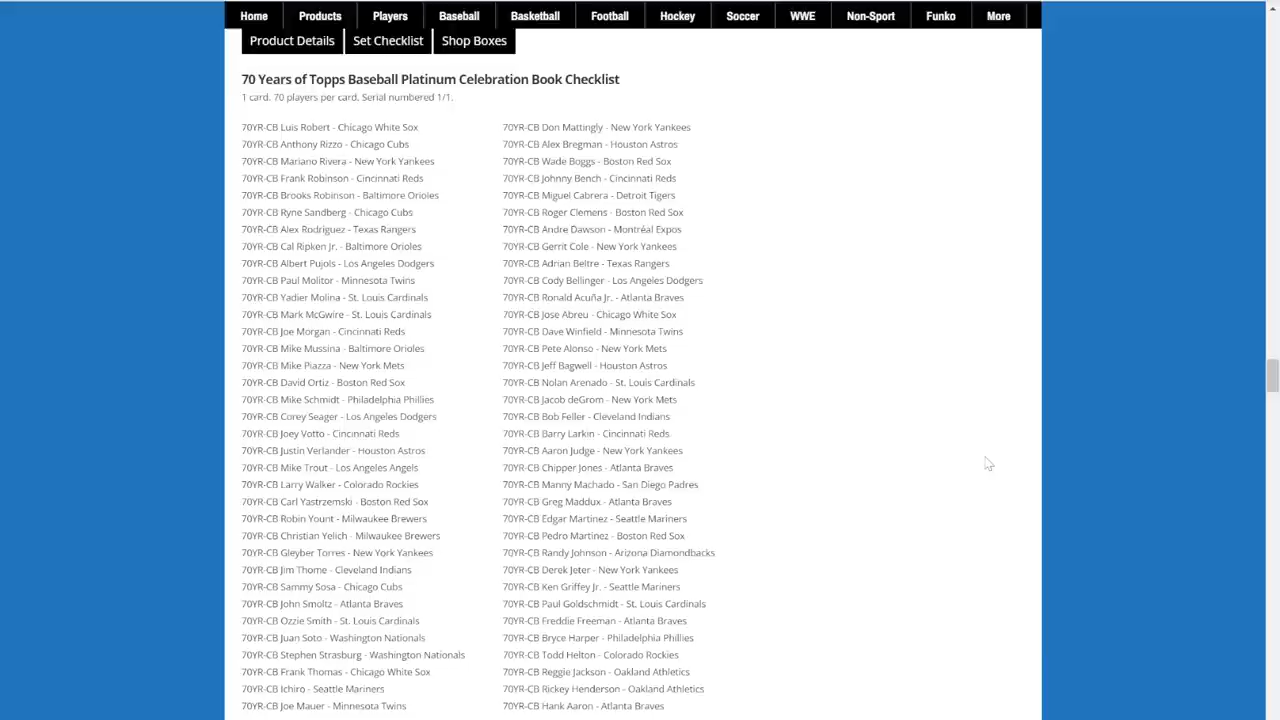 Home Products Players Baseball Basketball Football Hockey Soccer WWE Non-Sport Funko More
Product Details Set Checklist Shop Boxes
70 Years of Topps Baseball Platinum Celebration Book Checklist
1 card. 70 players per card. Serial numbered 1/1.
70YR-CB Luis Robert - Chicago White Sox
70YR-CB Anthony Rizzo - Chicago Cubs
70YR-CB Mariano Rivera - New York Yankees
70YR-CB Frank Robinson - Cincinnati Reds
70YR-CB Brooks Robinson - Baltimore Orioles
70YR-CB Ryne Sandberg - Chicago Cubs
70YR-CB Alex Rodriguez - Texas Rangers
70YR-CB Cal Ripken Jr. - Baltimore Orioles
70YR-CB Albert Pujols - Los Angeles Dodgers
70YR-CB Paul Molitor - Minnesota Twins
70YR-CB Yadier Molina - St. Louis Cardinals
70YR-CB Mark McGwire - St. Louis Cardinals
70YR-CB Joe Morgan - Cincinnati Reds
70YR-CB Mike Mussina - Baltimore Orioles
70YR-CB Mike Piazza - New York Mets
70YR-CB David Ortiz - Boston Red Sox
70YR-CB Mike Schmidt - Philadelphia Phillies
70YR-CB Corey Seager - Los Angeles Dodgers
70YR-CB Joey Votto - Cincinnati Reds
70YR-CB Justin Verlander - Houston Astros
70YR-CB Mike Trout - Los Angeles Angels
70YR-CB Larry Walker - Colorado Rockies
70YR-CB Carl Yastrzemski - Boston Red Sox
70YR-CB Robin Yount - Milwaukee Brewers
70YR-CB Christian Yelich - Milwaukee Brewers
70YR-CB Gleyber Torres - New York Yankees
70YR-CB Jim Thome - Cleveland Indians
70YR-CB Sammy Sosa - Chicago Cubs
70YR-CB John Smoltz - Atlanta Braves
70YR-CB Ozzie Smith - St. Louis Cardinals
70YR-CB Juan Soto - Washington Nationals
70YR-CB Stephen Strasburg - Washington Nationals
70YR-CB Frank Thomas - Chicago White Sox
70YR-CB Ichiro - Seattle Mariners
70YR-CB Joe Mauer - Minnesota Twins
70YR-CB Don Mattingly - New York Yankees
70YR-CB Alex Bregman - Houston Astros
70YR-CB Wade Boggs - Boston Red Sox
70YR-CB Johnny Bench - Cincinnati Reds
70YR-CB Miguel Cabrera - Detroit Tigers
70YR-CB Roger Clemens - Boston Red Sox
70YR-CB Andre Dawson - Montréal Expos
70YR-CB Gerrit Cole - New York Yankees
70YR-CB Adrian Beltre - Texas Rangers
70YR-CB Cody Bellinger - Los Angeles Dodgers
70YR-CB Ronald Acuña Jr. - Atlanta Braves
70YR-CB Jose Abreu - Chicago White Sox
70YR-CB Dave Winfield - Minnesota Twins
70YR-CB Pete Alonso - New York Mets
70YR-CB Jeff Bagwell - Houston Astros
70YR-CB Nolan Arenado - St. Louis Cardinals
70YR-CB Jacob deGrom - New York Mets
70YR-CB Bob Feller - Cleveland Indians
70YR-CB Barry Larkin - Cincinnati Reds
70YR-CB Aaron Judge - New York Yankees
70YR-CB Chipper Jones - Atlanta Braves
70YR-CB Manny Machado - San Diego Padres
70YR-CB Greg Maddux - Atlanta Braves
70YR-CB Edgar Martinez - Seattle Mariners
70YR-CB Pedro Martinez - Boston Red Sox
70YR-CB Randy Johnson - Arizona Diamondbacks
70YR-CB Derek Jeter - New York Yankees
70YR-CB Ken Griffey Jr. - Seattle Mariners
70YR-CB Paul Goldschmidt - St. Louis Cardinals
70YR-CB Freddie Freeman - Atlanta Braves
70YR-CB Bryce Harper - Philadelphia Phillies
70YR-CB Todd Helton - Colorado Rockies
70YR-CB Reggie Jackson - Oakland Athletics
70YR-CB Rickey Henderson - Oakland Athletics
70YR-CB Hank Aaron - Atlanta Braves